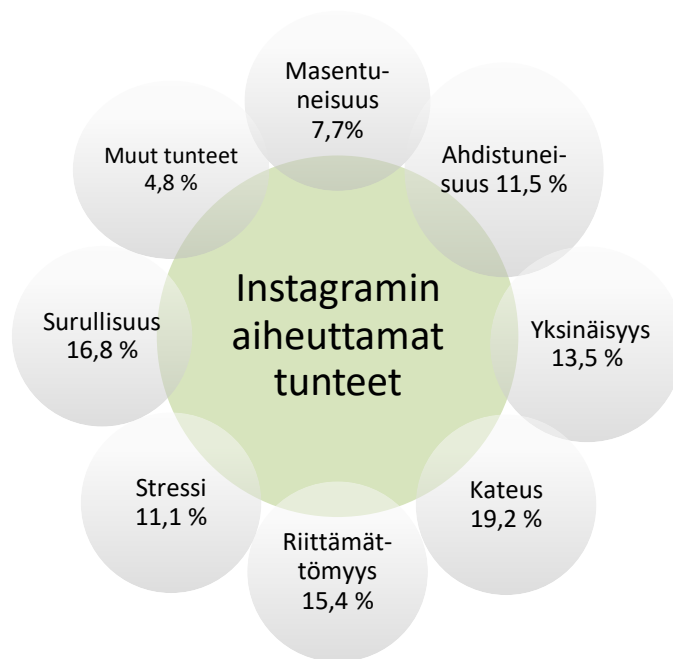 Masentu-
neisuus
7,7%
Ahdistunei-
suus 11,5 %
Yksinäisyys
13,5 %
Kateus
19,2 %
Riittämät-
tömyys
15,4 %
Stressi
11,1 %
Surullisuus
16,8 %
Muut tunteet
4,8 %
Instagramin
aiheuttamat
tunteet